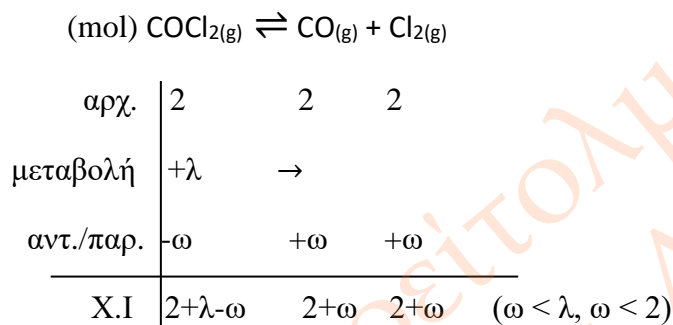 (mol) COCl2(g) ⇌ CO(g) + Cl2(g)
αρχ. 2 2 2
μεταβολή +λ →
αντ./παρ. -ω +ω +ω
Χ.Ι 2+λ-ω 2+ω 2+ω (ω < λ, ω < 2)